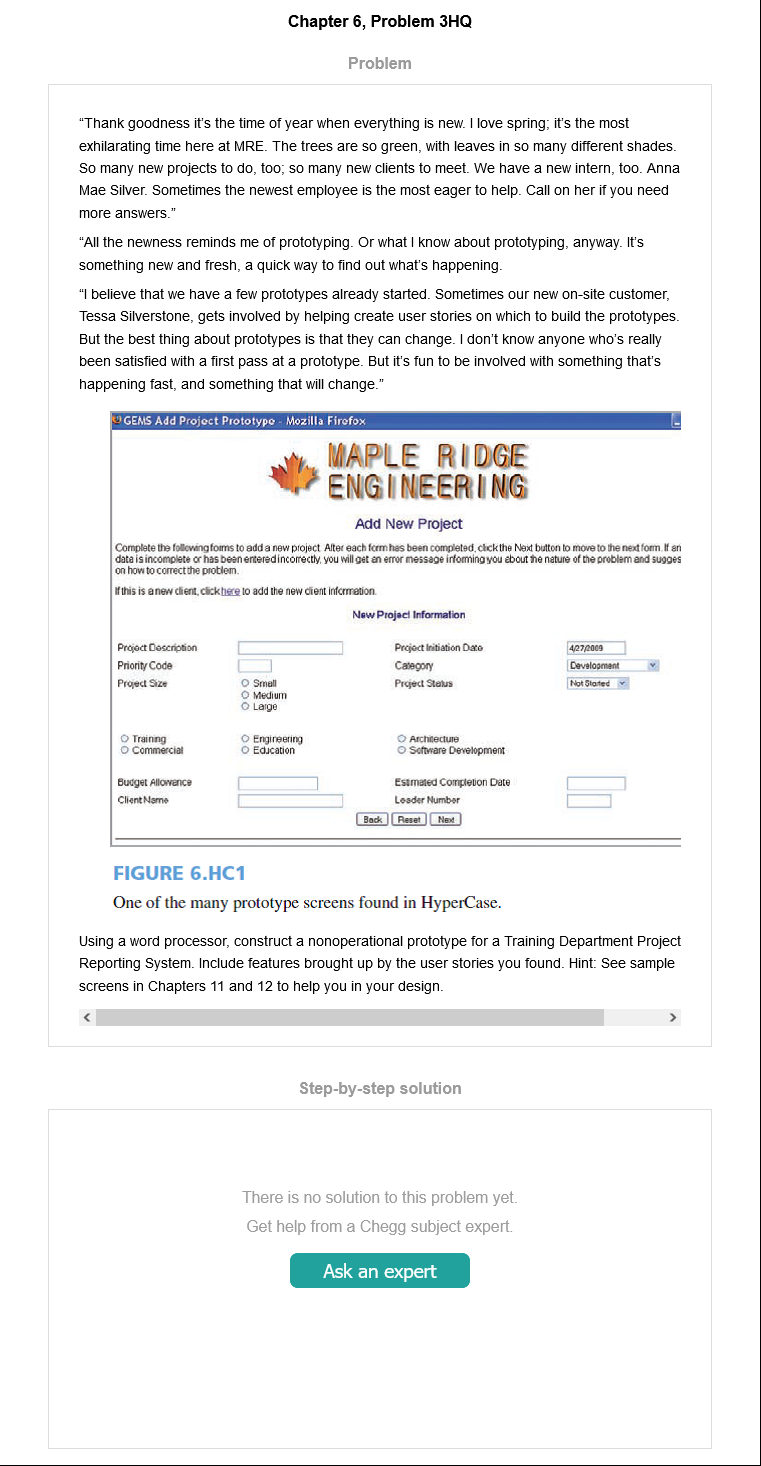 Chapter 6, Problem 3HQ
Problem
“Thank goodness it’s the time of year when everything is new. I love spring; it’s the most
exhilarating time here at MRE. The trees are so green, with leaves in so many different shades.
So many new projects to do, too; so many new clients to meet. We have a new intern, too. Anna
Mae Silver. Sometimes the newest employee is the most eager to help. Call on her if you need
more answers.”
“All the newness reminds me of prototyping. Or what I know about prototyping, anyway. It’s
something new and fresh, a quick way to find out what’s happening.
“I believe that we have a few prototypes already started. Sometimes our new on-site customer,
Tessa Silverstone, gets involved by helping create user stories on which to build the prototypes.
But the best thing about prototypes is that they can change. I don’t know anyone who’s really
been satisfied with a first pass at a prototype. But it’s fun to be involved with something that’s
happening fast, and something that will change.”
GEMS Add Project Prototype - Mozilla Firefox
MAPLE RIDGE
ENGINEERING
Add New Project
Complete the following forms to add a new project. After each form has been completed, click the Next button to move to the next form. If an
data is incomplete or has been entered incorrectly, you will get an error message informing you about the nature of the problem and sugges
on how to correct the problem.
If this is a new client, click here to add the new client information.
New Project Information
Project Description Project Initiation Date 4/27/2009
Priority Code Category Development
Project Size Small Project Status Not Started
Medium
Large
Training Engineering Architecture
Commercial Education Software Development
Budget Allowance Estimated Completion Date
Client Name Leader Number
Back Reset Next
FIGURE 6.HC1
One of the many prototype screens found in HyperCase.
Using a word processor, construct a nonoperational prototype for a Training Department Project
Reporting System. Include features brought up by the user stories you found. Hint: See sample
screens in Chapters 11 and 12 to help you in your design.
Step-by-step solution
There is no solution to this problem yet.
Get help from a Chegg subject expert.
Ask an expert